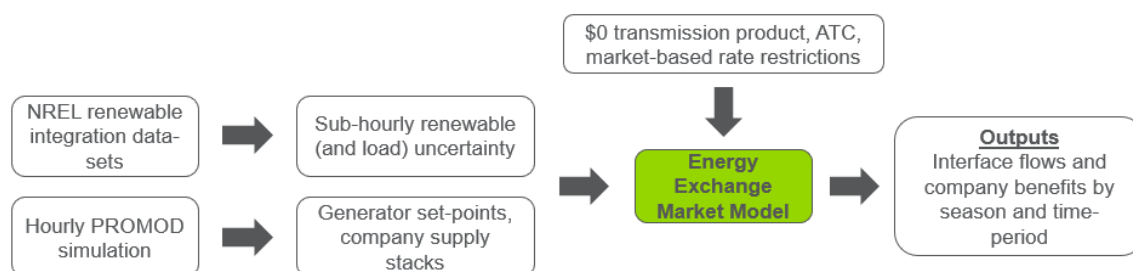 $0 transmission product, ATC,
market-based rate restrictions
NREL renewable
integration data-
sets
Sub-hourly renewable
(and load) uncertainty
Hourly PROMOD
simulation
Generator set-points,
company supply
stacks
Energy
Exchange
Market Model
Outputs
Interface flows and
company benefits by
season and time-
period